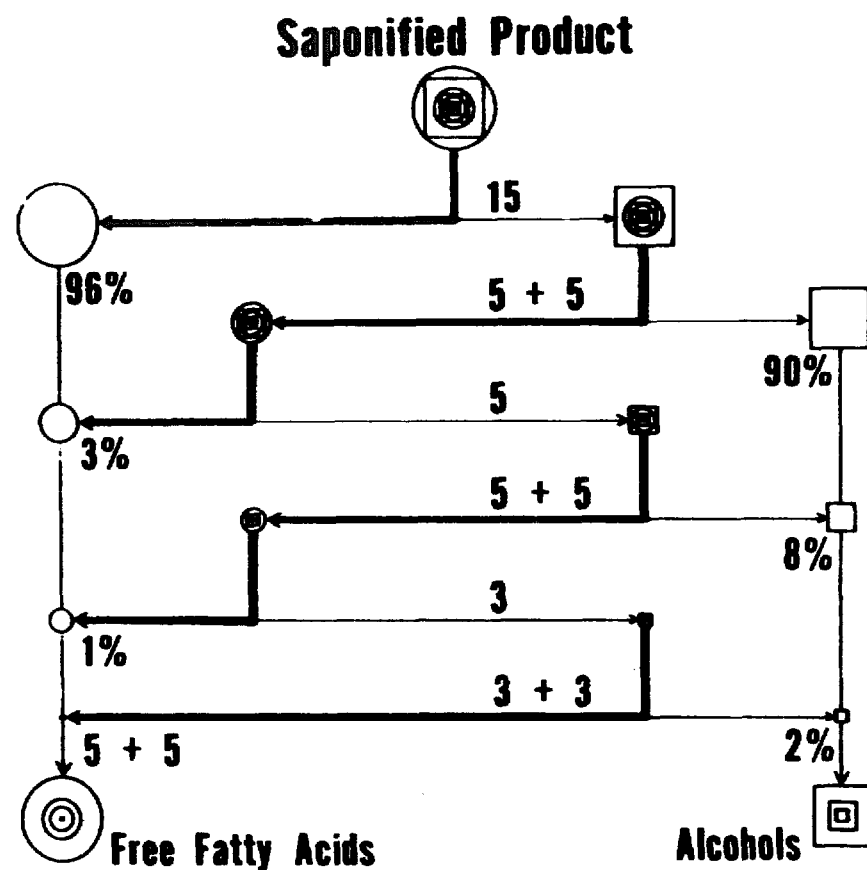 Saponified Product
15
96%
5 + 5
90%
5
3%
5 + 5
8%
3
1%
3 + 3
5 + 5
2%
Free Fatty Acids
Alcohols